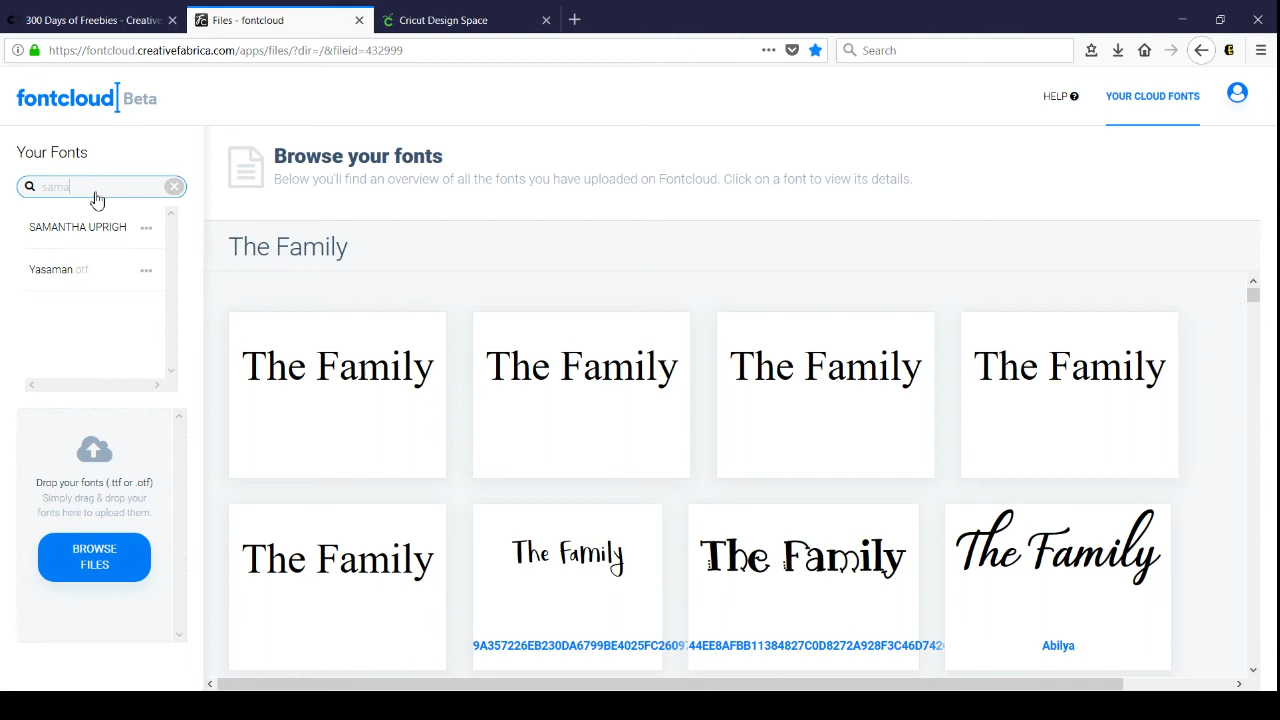 300 Days of Freebies - Creative
Files - fontcloud
Cricut Design Space
https://fontcloud.creativefabrica.com/apps/files/?dir=/&fileid=432999
Search
fontcloud Beta
HELP
YOUR CLOUD FONTS
Your Fonts
sama
SAMANTHA UPRIGH
Yasaman otf
Drop your fonts (.ttf or .otf)
Simply drag & drop your
fonts here to upload them.
BROWSE
FILES
Browse your fonts
Below you'll find an overview of all the fonts you have uploaded on Fontcloud. Click on a font to view its details.
The Family
The Family
The Family
The Family
The Family
The Family
The Family
The Family
The Family
9A357226EB230DA6799BE4025FC2609
44EE8AFBB11384827C0D8272A928F3C46D742
Abilya